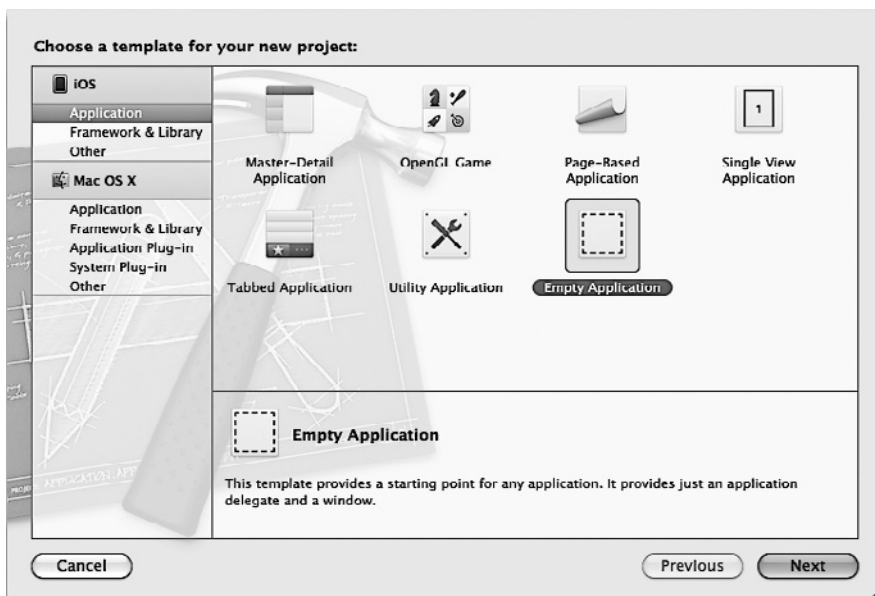 Choose a template for your new project:
iOS
Application
Framework & Library
Other
Mac OS X
Application
Framework & Library
Application Plug-in
System Plug-in
Other
Master-Detail
Application
OpenGL Game
Page-Based
Application
1
Single View
Application
Tabbed Application
Utility Application
Empty Application
Empty Application
This template provides a starting point for any application. It provides just an application
delegate and a window.
Cancel
Previous
Next